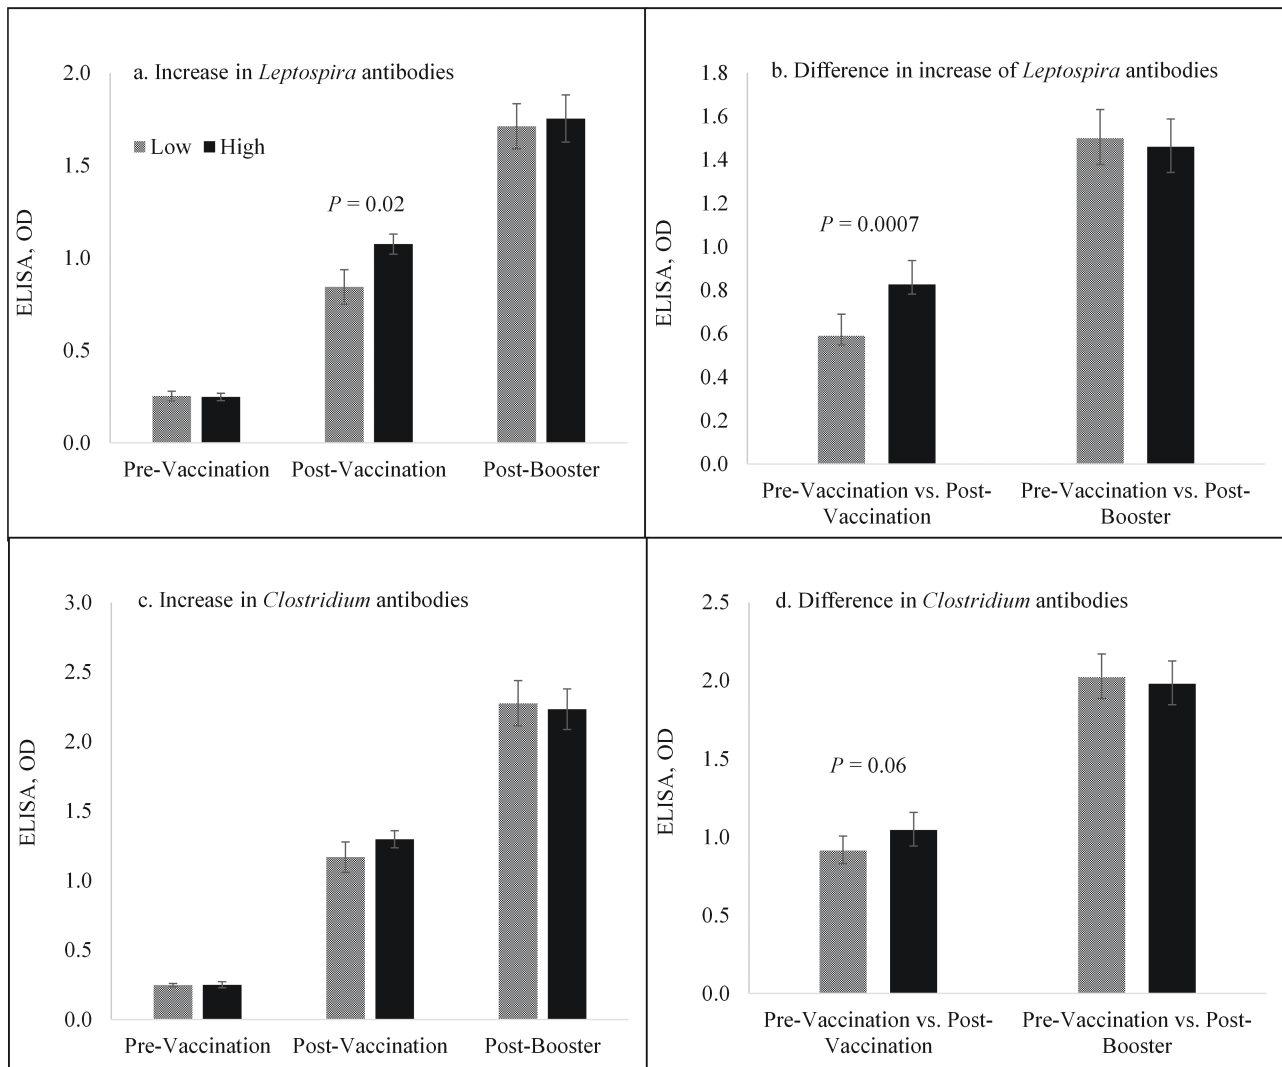 a. Increase in Leptospira antibodies
2.0
1.5
1.0
0.5
0.0
ELISA, OD
Low High
P = 0.02
Pre-Vaccination Post-Vaccination Post-Booster
b. Difference in increase of Leptospira antibodies
1.8
1.6
1.4
1.2
1.0
0.8
0.6
0.4
0.2
0.0
ELISA, OD
P = 0.0007
Pre-Vaccination vs. Post-
Vaccination
Pre-Vaccination vs. Post-
Booster
c. Increase in Clostridium antibodies
3.0
2.5
2.0
1.5
1.0
0.5
0.0
ELISA, OD
Pre-Vaccination Post-Vaccination Post-Booster
d. Difference in Clostridium antibodies
2.5
2.0
1.5
1.0
0.5
0.0
ELISA, OD
P = 0.06
Pre-Vaccination vs. Post-
Vaccination
Pre-Vaccination vs. Post-
Booster